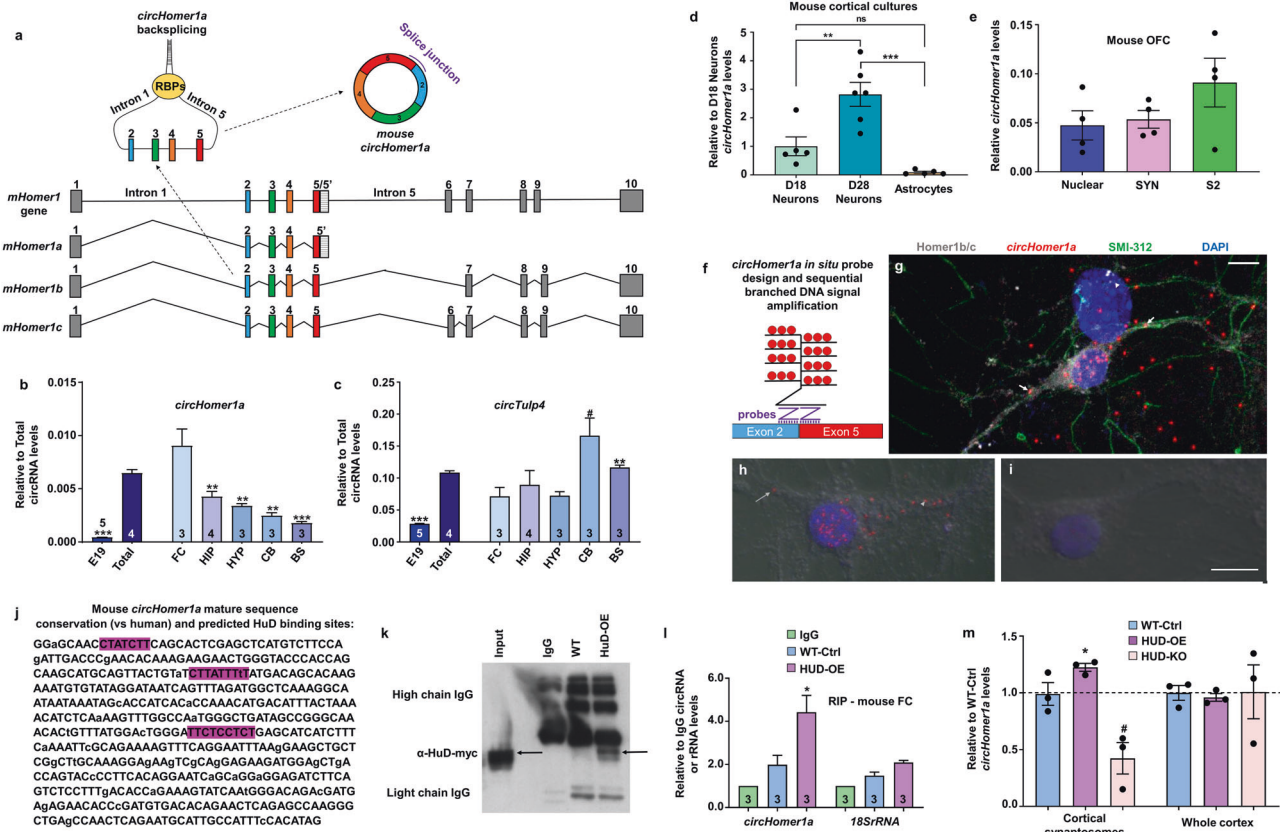 a
circHomer1a
backsplicing
RBPs
Intron 1
Intron 5
2 3 4 5
Splice junction
5
2
3
4
mouse
circHomer1a
mHomer1
gene
1 Intron 1 2 3 4 5/5' Intron 5 6 7 8 9 10
mHomer1a
1 2 3 4 5'
mHomer1b
1 2 3 4 5 7 8 9 10
mHomer1c
1 2 3 4 5 6 7 8 9 10
b
circHomer1a
Relative to Total
circRNA levels
0.015
0.010
0.005
0.000
5
***
4
3
**
4
**
3
**
3
***
3
E19 Total FC HIP HYP CB BS
c
circTulp4
Relative to Total
circRNA levels
0.25
0.20
0.15
0.10
0.05
0.00
***
5
4
3
4
3
#
3
**
3
E19 Total FC HIP HYP CB BS
d
Mouse cortical cultures
ns
**
***
Relative to D18 Neurons
circHomer1a levels
5
4
3
2
1
0
D18 Neurons
D28 Neurons
Astrocytes
e
Mouse OFC
Relative circHomer1a levels
0.15
0.10
0.05
0.00
Nuclear SYN S2
f
circHomer1a in situ probe
design and sequential
branched DNA signal
amplification
probes
Exon 2 Exon 5
Homer1b/c circHomer1a SMI-312 DAPI
g
h
i
j
Mouse circHomer1a mature sequence
conservation (vs human) and predicted HuD binding sites:
GGaGCAACCTATCTTCAGCACTCGAGCTCATGTCTTCCA
gATTGACCCgAACACAAAGAAGAACTGGGTACCCACCAG
CAAGCATGCAGTTACTGTaTCTTATTTtTATGACAGCACAAG
AAATGTGTATAGGATAATCAGTTTAGATGGCTCAAAGGCA
ATAATAAATAgcACCATCACaCCAAACATGACATTTACTAAA
ACATCTCAaAAGTTTGGCCAaTGGGCTGATAGCCGGGCAA
ACACtGTTTATGGAcTGGGATTCTCCTCTGAGCATCATCTTT
CaAAATTcGCAGAAAAGTTTCAGGAATTTAAgGAAGCTGCT
CGgCTtGCAAAGGAgAAGTCgCAGGAGAAGATGGAGCTGA
CCAGTACcCCTTCACAGGAATCAGCaGGaGGAGATCTTCA
GTCTCCTTTgACACCaGAAAGTATCAAtGGGACAGAcGATG
AgAGAACACCcGATGTGACACAGAACTCAGAGCCAAGGG
CTGAgCCAACTCAGAATGCATTGCCATTTcCACATAG
k
Input
IgG
WT
HuD-OE
High chain IgG
α-HuD-myc
Light chain IgG
l
IgG
WT-Ctrl
HUD-OE
RIP - mouse FC
Relative to IgG circRNA
or rRNA levels
6.0
4.0
2.0
0.0
*
3 3 3 3 3 3
circHomer1a 18SrRNA
m
WT-Ctrl
HUD-OE
HUD-KO
Relative to WT-Ctrl
circHomer1a levels
1.5
1.0
0.5
0.0
*
#
Cortical
synaptosomes
Whole cortex